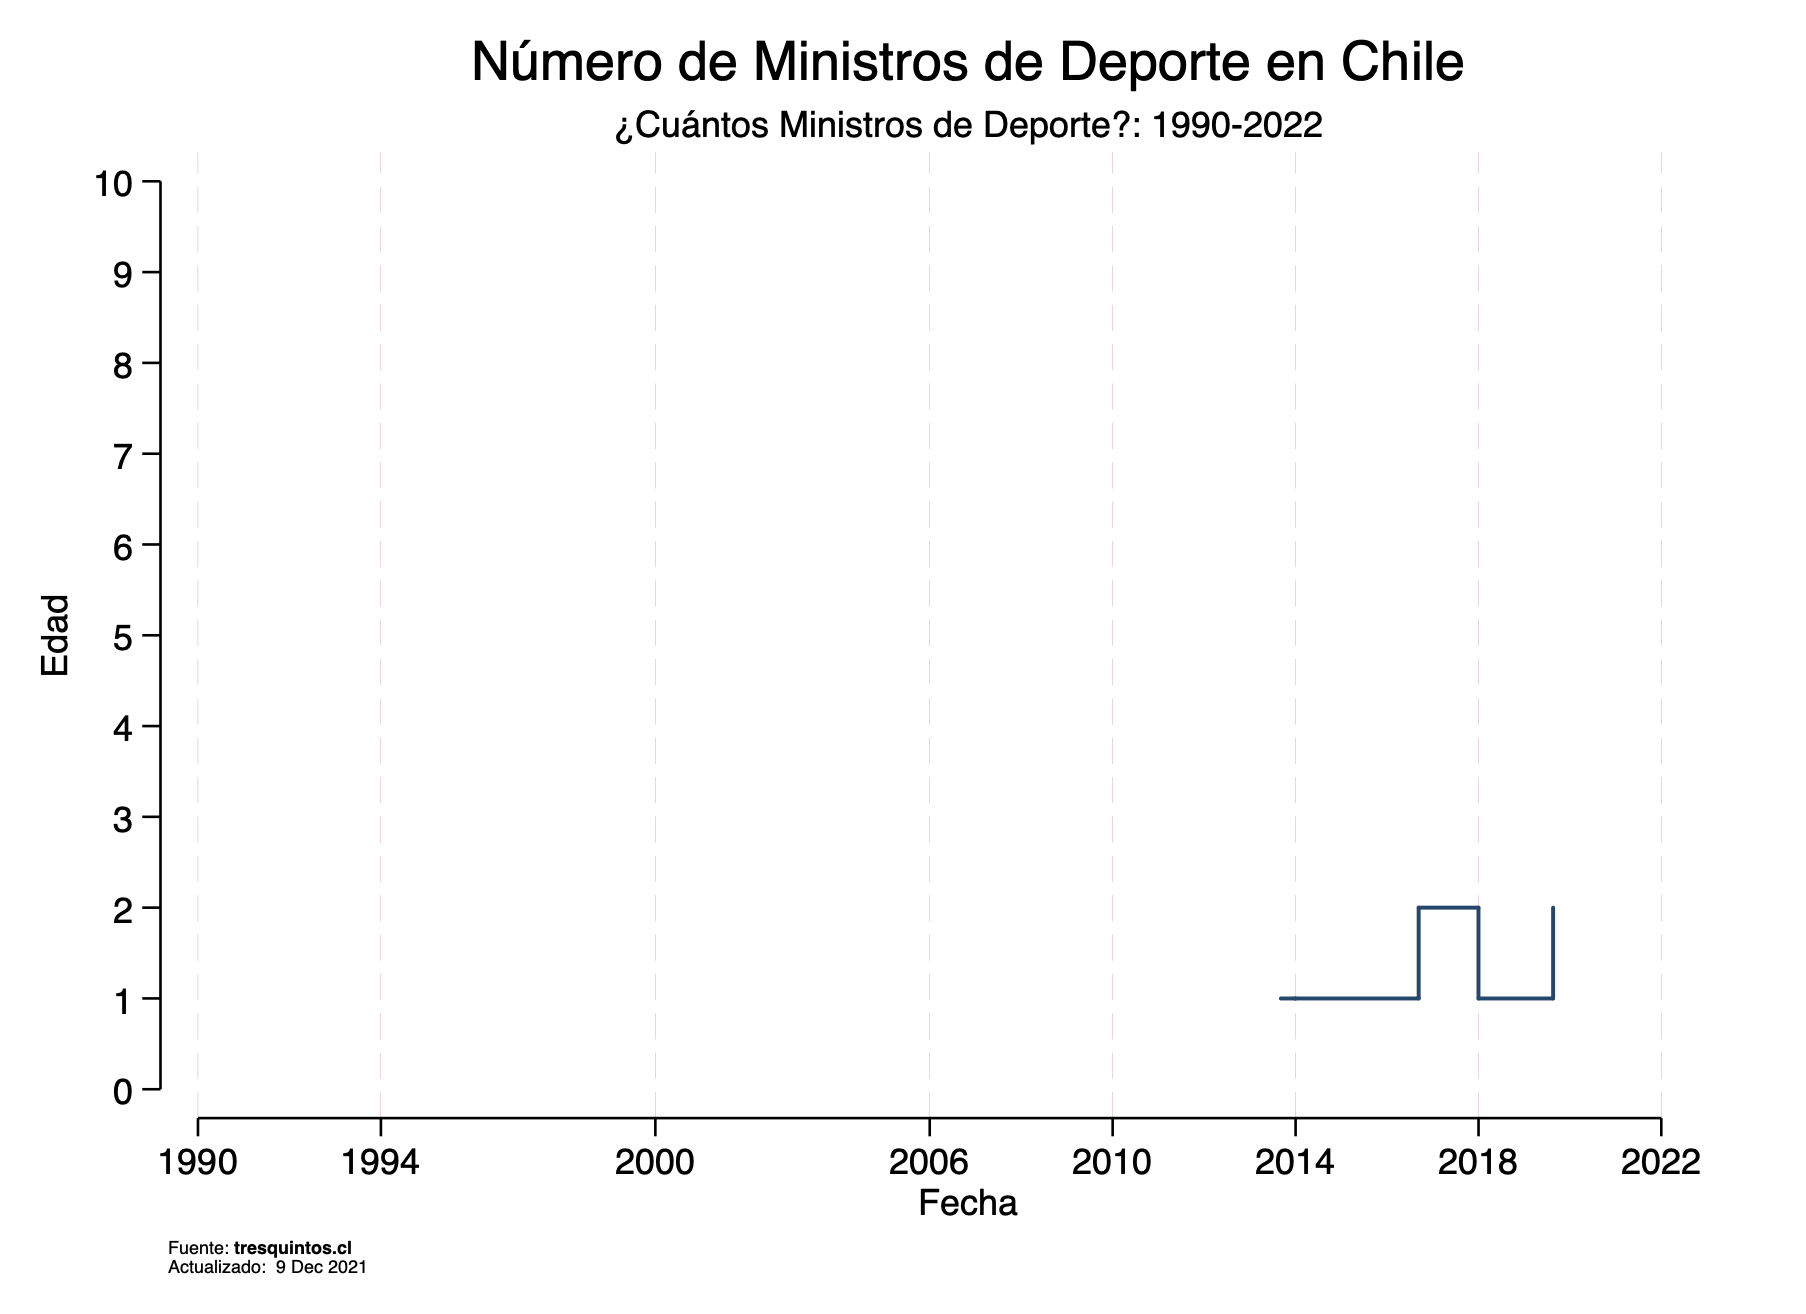 Número de Ministros de Deporte en Chile
¿Cuántos Ministros de Deporte?: 1990-2022
10
9
8
7
6
5
4
3
2
1
0
Edad
1990 1994 2000 2006 2010 2014 2018 2022
Fecha
Fuente: tresquintos.cl
Actualizado: 9 Dec 2021